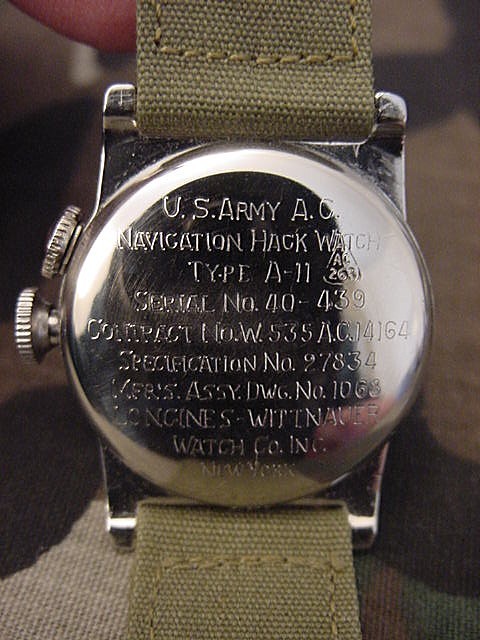 U.S. ARMY A.C.
NAVIGATION HACK WATCH
TYPE A-11 AC 263
SERIAL No. 40-439
CONTRACT No. W. 535 A.C. 14164
SPECIFICATION No. 27834
MFR'S. ASSY. DWG. No. 1068
LONGINES-WITTNAUER
WATCH CO. INC.
NEW YORK